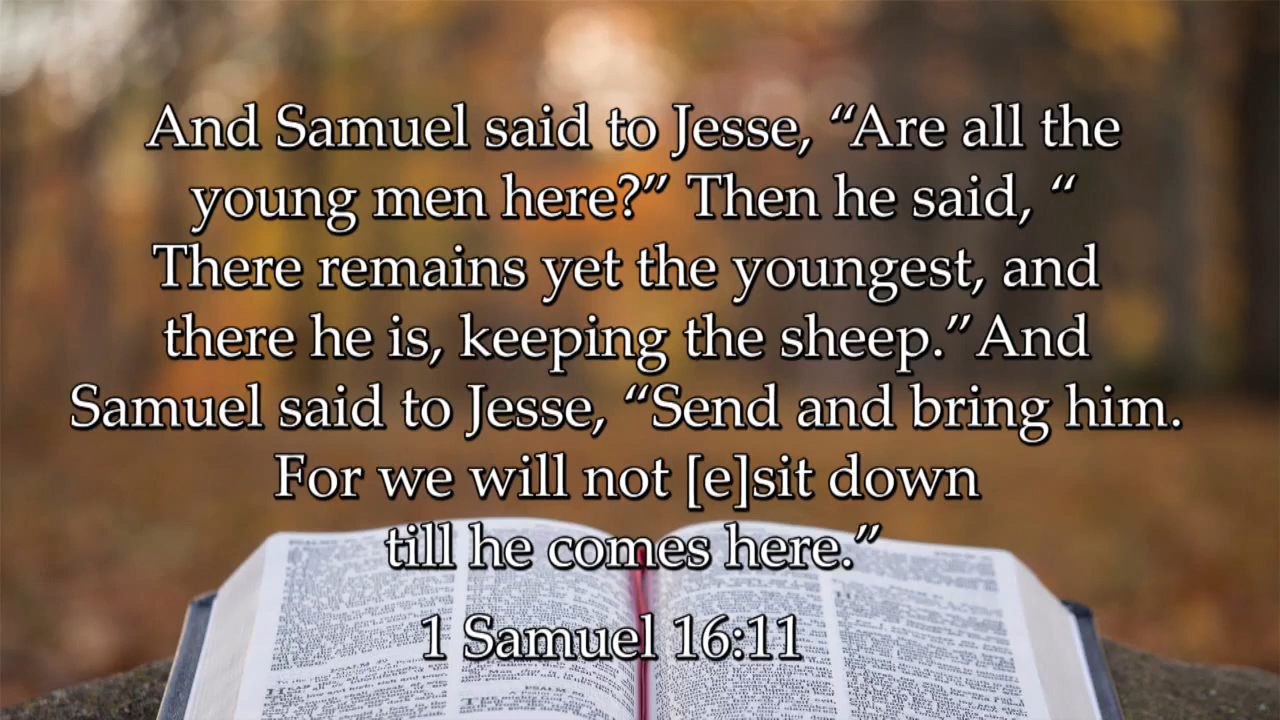 And Samuel said to Jesse, “Are all the
young men here?” Then he said, “
There remains yet the youngest, and
there he is, keeping the sheep.” And
Samuel said to Jesse, “Send and bring him.
For we will not [e]sit down
till he comes here.”
1 Samuel 16:11